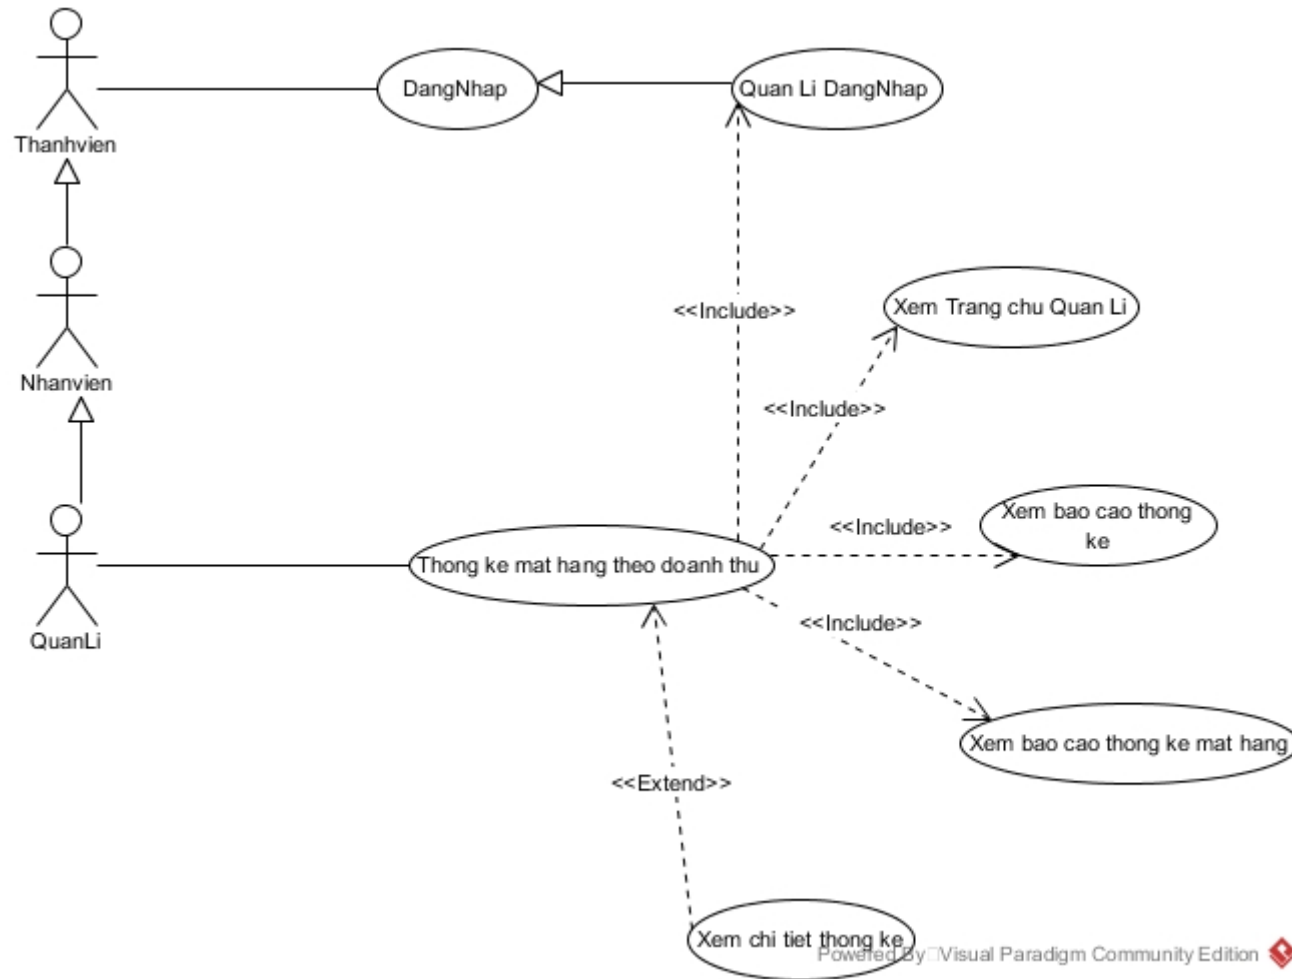 DangNhap
Quan Li DangNhap
Thanhvien
<<Include>>
Xem Trang chu Quan Li
Nhanvien
<<Include>>
Xem bao cao thong
ke
<<Include>>
Thong ke mat hang theo doanh thu
QuanLi
<<Include>>
Xem bao cao thong ke mat hang
<<Extend>>
Xem chi tiet thong ke
Powered By Visual Paradigm Community Edition